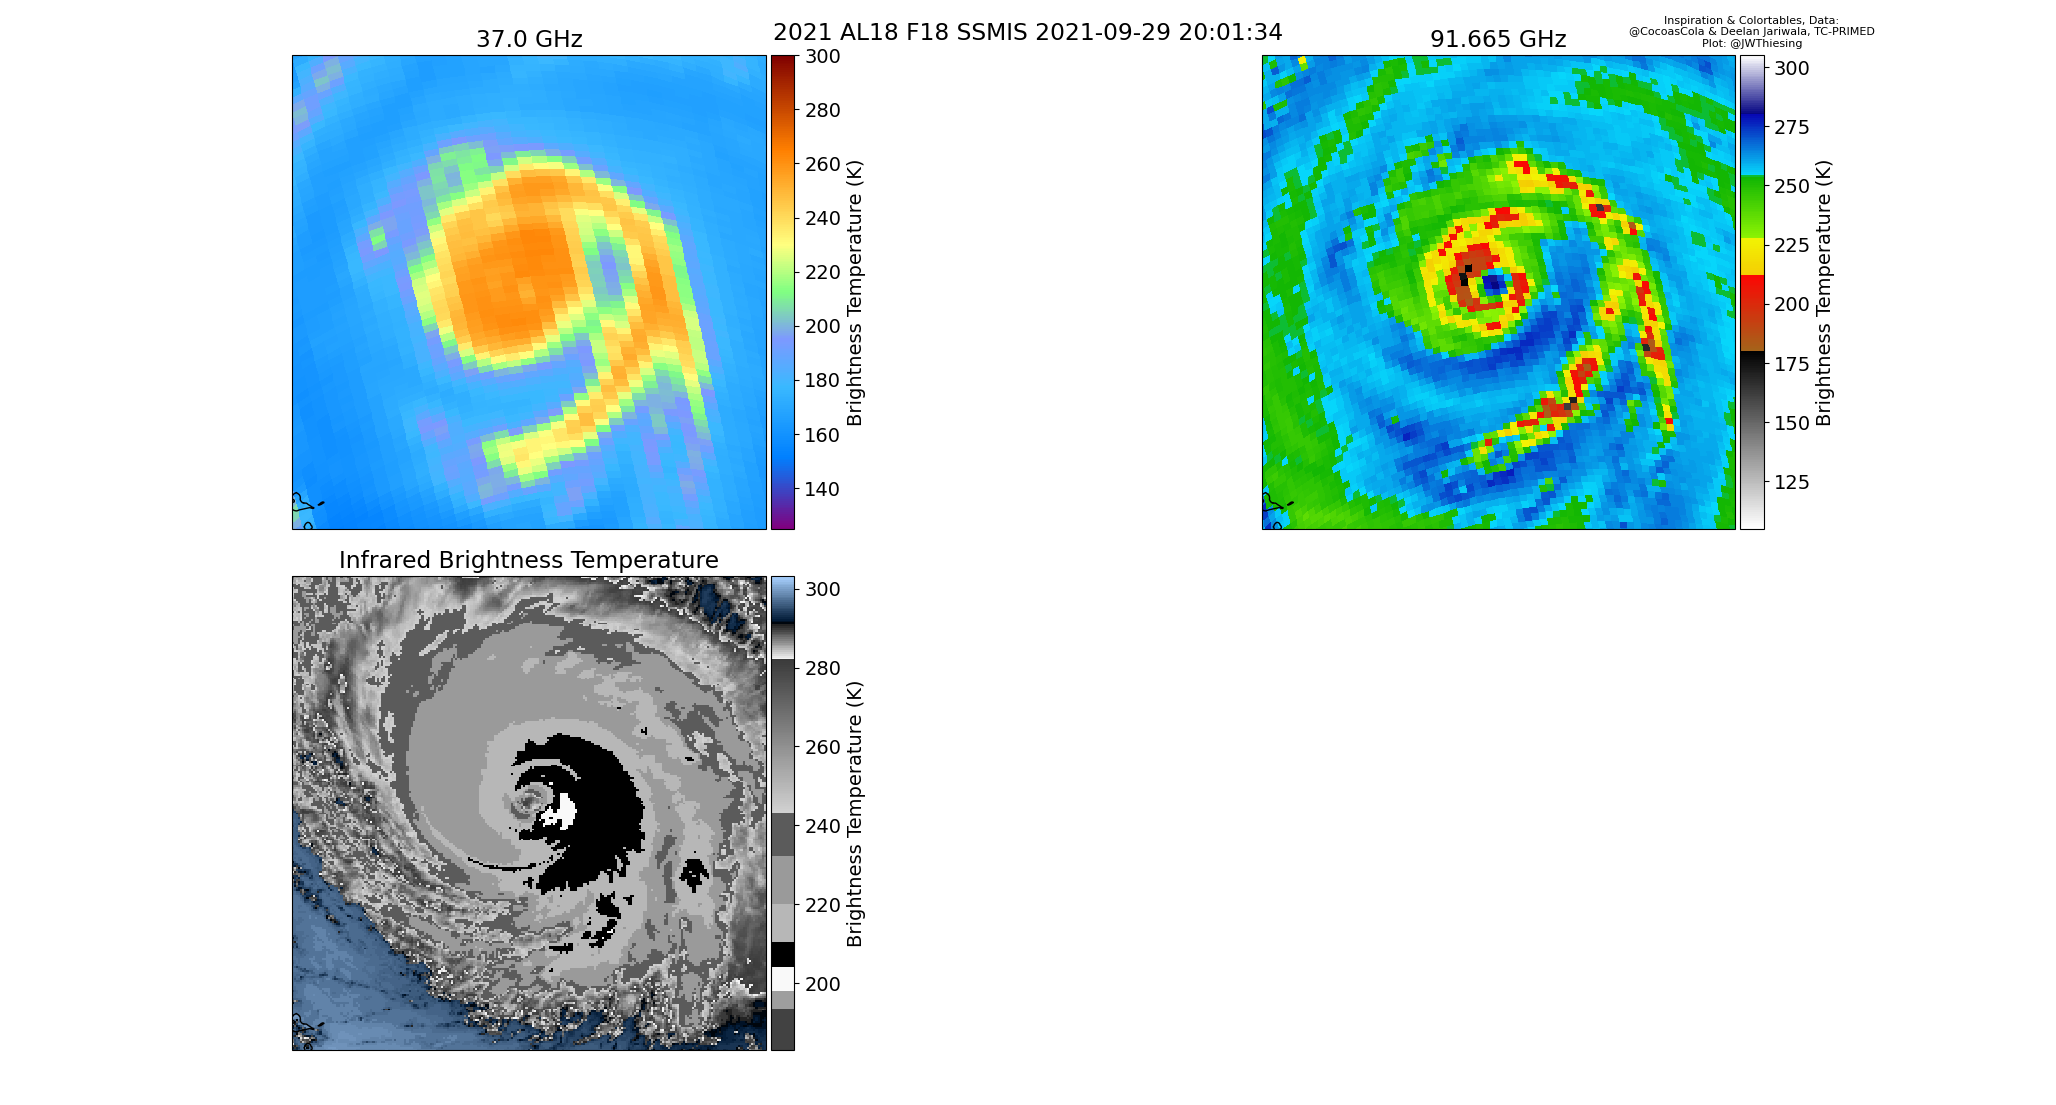 2021 AL18 F18 SSMIS 2021-09-29 20:01:34
Inspiration & Colortables, Data:
@CocoasCola & Deelan Jariwala, TC-PRIMED
Plot: @JWThiesing
37.0 GHz
300
280
260
240
220
200
180
160
140
Brightness Temperature (K)
91.665 GHz
300
275
250
225
200
175
150
125
Brightness Temperature (K)
Infrared Brightness Temperature
300
280
260
240
220
200
Brightness Temperature (K)